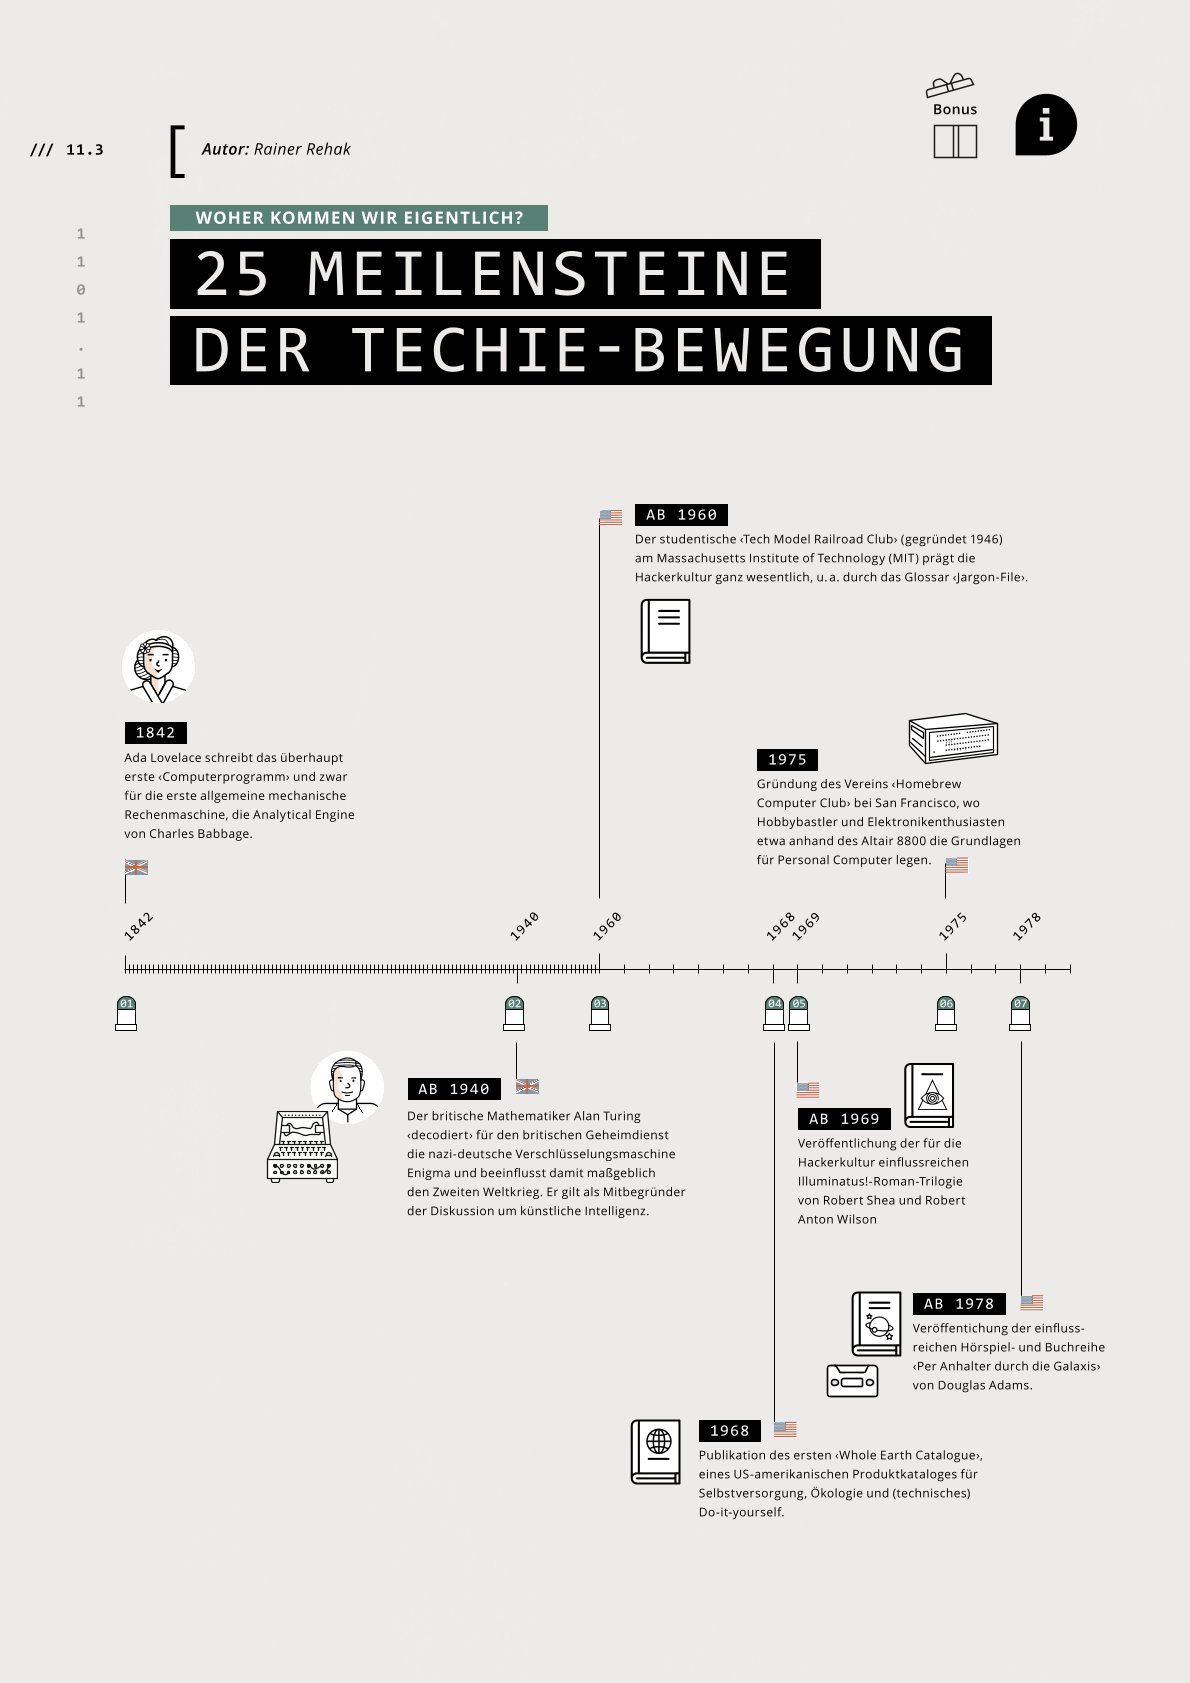 Bonus
i
/// 11.3
Autor: Rainer Rehak
WOHER KOMMEN WIR EIGENTLICH?
25 MEILENSTEINE
DER TECHIE-BEWEGUNG
1
1
0
1
.
1
1
AB 1960
Der studentische ‹Tech Model Railroad Club› (gegründet 1946)
am Massachusetts Institute of Technology (MIT) prägt die
Hackerkultur ganz wesentlich, u. a. durch das Glossar ‹Jargon-File›.
1842
Ada Lovelace schreibt das überhaupt
erste ‹Computerprogramm› und zwar
für die erste allgemeine mechanische
Rechenmaschine, die Analytical Engine
von Charles Babbage.
1975
Gründung des Vereins ‹Homebrew
Computer Club› bei San Francisco, wo
Hobbybastler und Elektronikenthusiasten
etwa anhand des Altair 8800 die Grundlagen
für Personal Computer legen.
1842 1940 1960 1968 1969 1975 1978
01 02 03 04 05 06 07
AB 1940
Der britische Mathematiker Alan Turing
‹decodiert› für den britischen Geheimdienst
die nazi-deutsche Verschlüsselungsmaschine
Enigma und beeinflusst damit maßgeblich
den Zweiten Weltkrieg. Er gilt als Mitbegründer
der Diskussion um künstliche Intelligenz.
AB 1969
Veröffentlichung der für die
Hackerkultur einflussreichen
Illuminatus!-Roman-Trilogie
von Robert Shea und Robert
Anton Wilson
AB 1978
Veröffentichung der einfluss-
reichen Hörspiel- und Buchreihe
‹Per Anhalter durch die Galaxis›
von Douglas Adams.
1968
Publikation des ersten ‹Whole Earth Catalogue›,
eines US-amerikanischen Produktkataloges für
Selbstversorgung, Ökologie und (technisches)
Do-it-yourself.